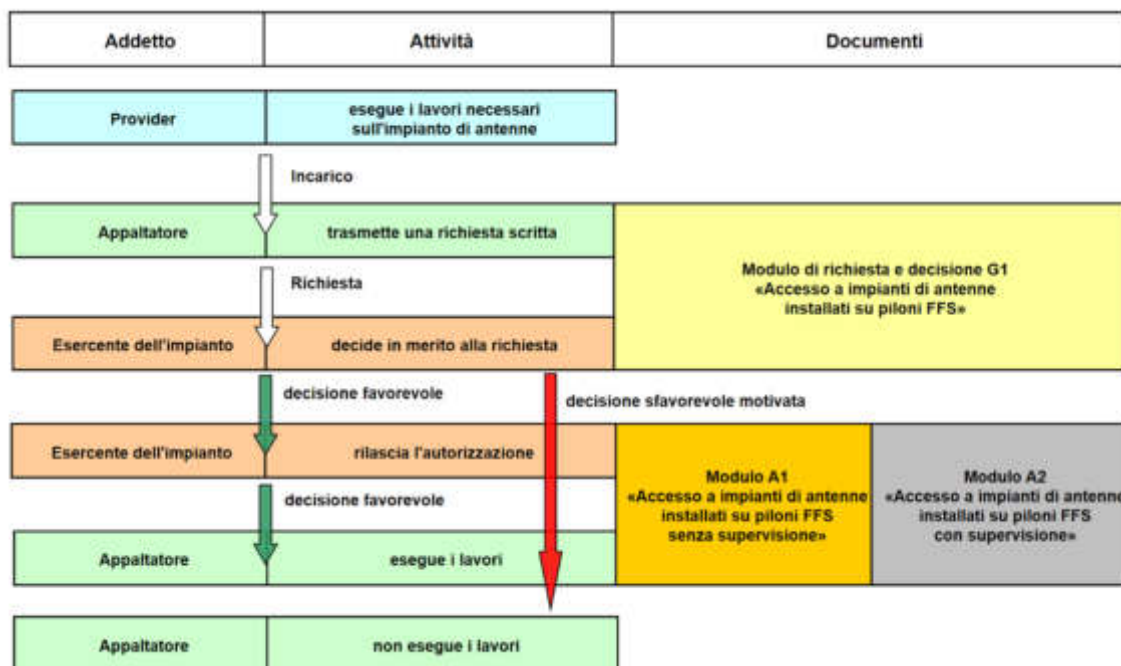 Addetto
Attività
Documenti
Provider
esegue i lavori necessari
sull'impianto di antenne
Incarico
Appaltatore
trasmette una richiesta scritta
Modulo di richiesta e decisione G1
«Accesso a impianti di antenne
installati su piloni FFS»
Richiesta
Esercente dell'impianto
decide in merito alla richiesta
decisione favorevole
decisione sfavorevole motivata
Esercente dell'impianto
rilascia l'autorizzazione
Modulo A1
«Accesso a impianti di antenne
installati su piloni FFS
senza supervisione»
Modulo A2
«Accesso a impianti di antenne
installati su piloni FFS
con supervisione»
decisione favorevole
Appaltatore
esegue i lavori
Appaltatore
non esegue i lavori